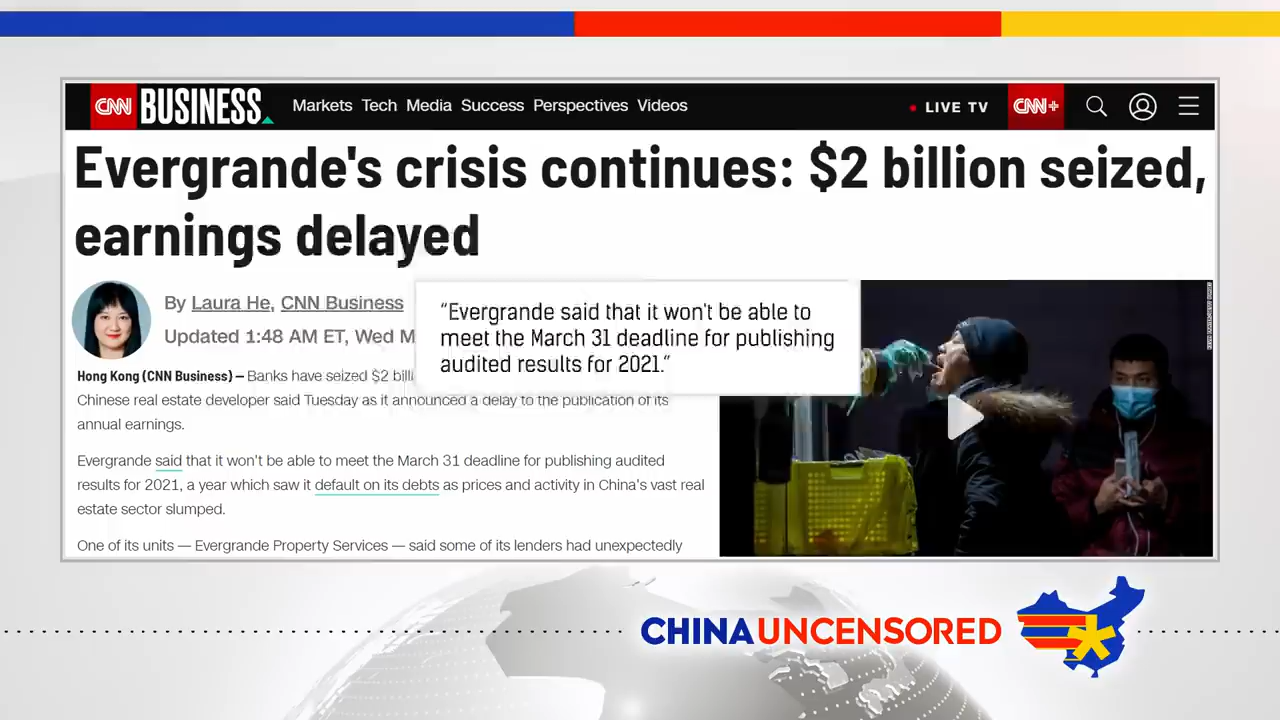 CNN BUSINESS Markets Tech Media Success Perspectives Videos LIVE TV CNN+
Evergrande's crisis continues: $2 billion seized,
earnings delayed
By Laura He, CNN Business
Updated 1:48 AM ET, Wed M
“Evergrande said that it won't be able to
meet the March 31 deadline for publishing
audited results for 2021.”
Hong Kong (CNN Business) — Banks have seized $2 billi
Chinese real estate developer said Tuesday as it announced a delay to the publication of its
annual earnings.
Evergrande said that it won't be able to meet the March 31 deadline for publishing audited
results for 2021, a year which saw it default on its debts as prices and activity in China's vast real
estate sector slumped.
One of its units — Evergrande Property Services — said some of its lenders had unexpectedly
CHINA UNCENSORED